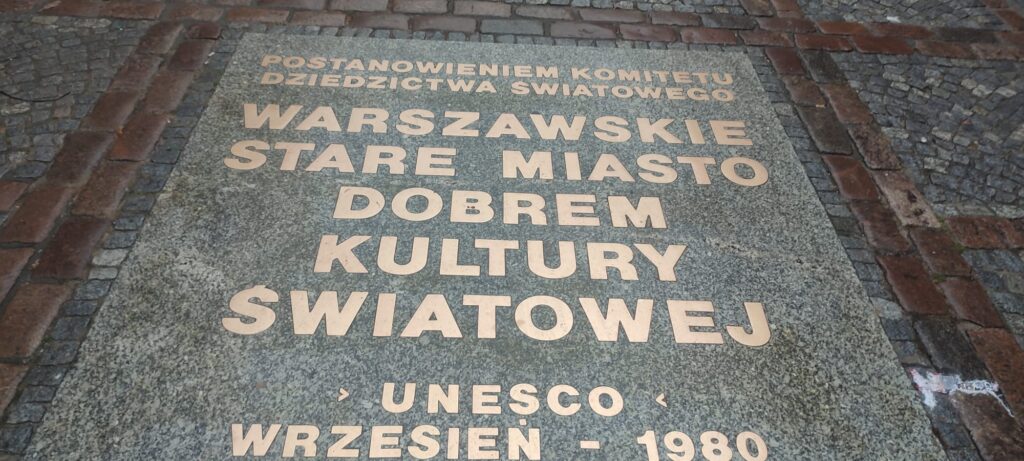 POSTANOWIENIEM KOMITETU
DZIEDZICTWA ŚWIATOWEGO
WARSZAWSKIE
STARE MIASTO
DOBREM
KULTURY
ŚWIATOWEJ
> UNESCO <
WRZESIEŃ - 1980